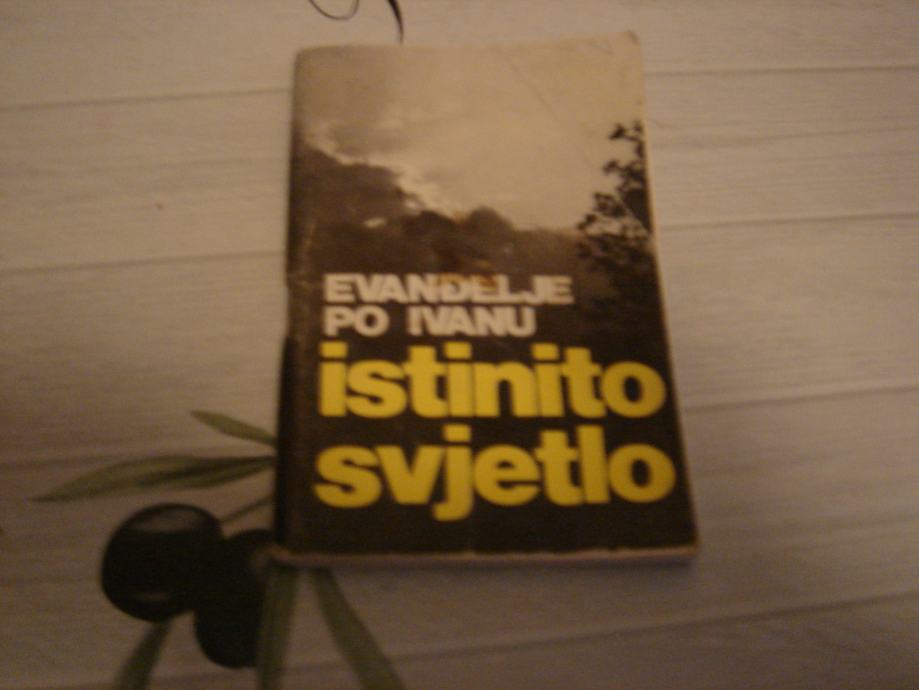 EVANĐELJE
PO IVANU
istinito
svjetlo